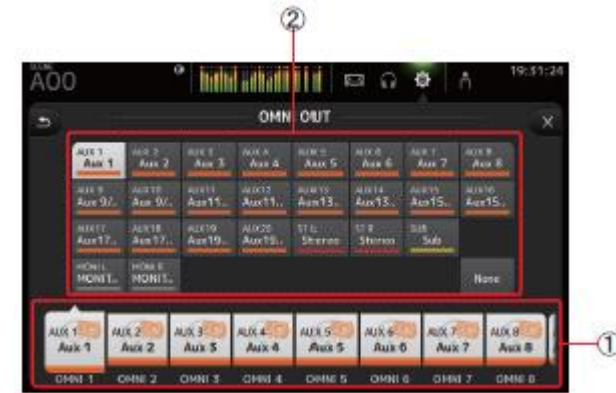 ②
SCENE
A00
19:31:24
OMNI OUT
AUX 1 AUX 2 AUX 3 AUX 4 AUX 5 AUX 6 AUX 7 AUX 8
Aux 1 Aux 2 Aux 3 Aux 4 Aux 5 Aux 6 Aux 7 Aux 8
AUX 9 AUX10 AUX11 AUX12 AUX13 AUX14 AUX15 AUX16
Aux 9/.. Aux 9/.. Aux11.. Aux11.. Aux13.. Aux13.. Aux15.. Aux15..
AUX17 AUX18 AUX19 AUX20 ST L ST R SUB
Aux17.. Aux17.. Aux19.. Aux19.. Stereo Stereo Sub
MONI L MONI R
MONIT.. MONIT.. None
AUX 1 AUX 2 AUX 3 AUX 4 AUX 5 AUX 6 AUX 7 AUX 8
Aux 1 Aux 2 Aux 3 Aux 4 Aux 5 Aux 6 Aux 7 Aux 8
①
OMNI 1 OMNI 2 OMNI 3 OMNI 4 OMNI 5 OMNI 6 OMNI 7 OMNI 8